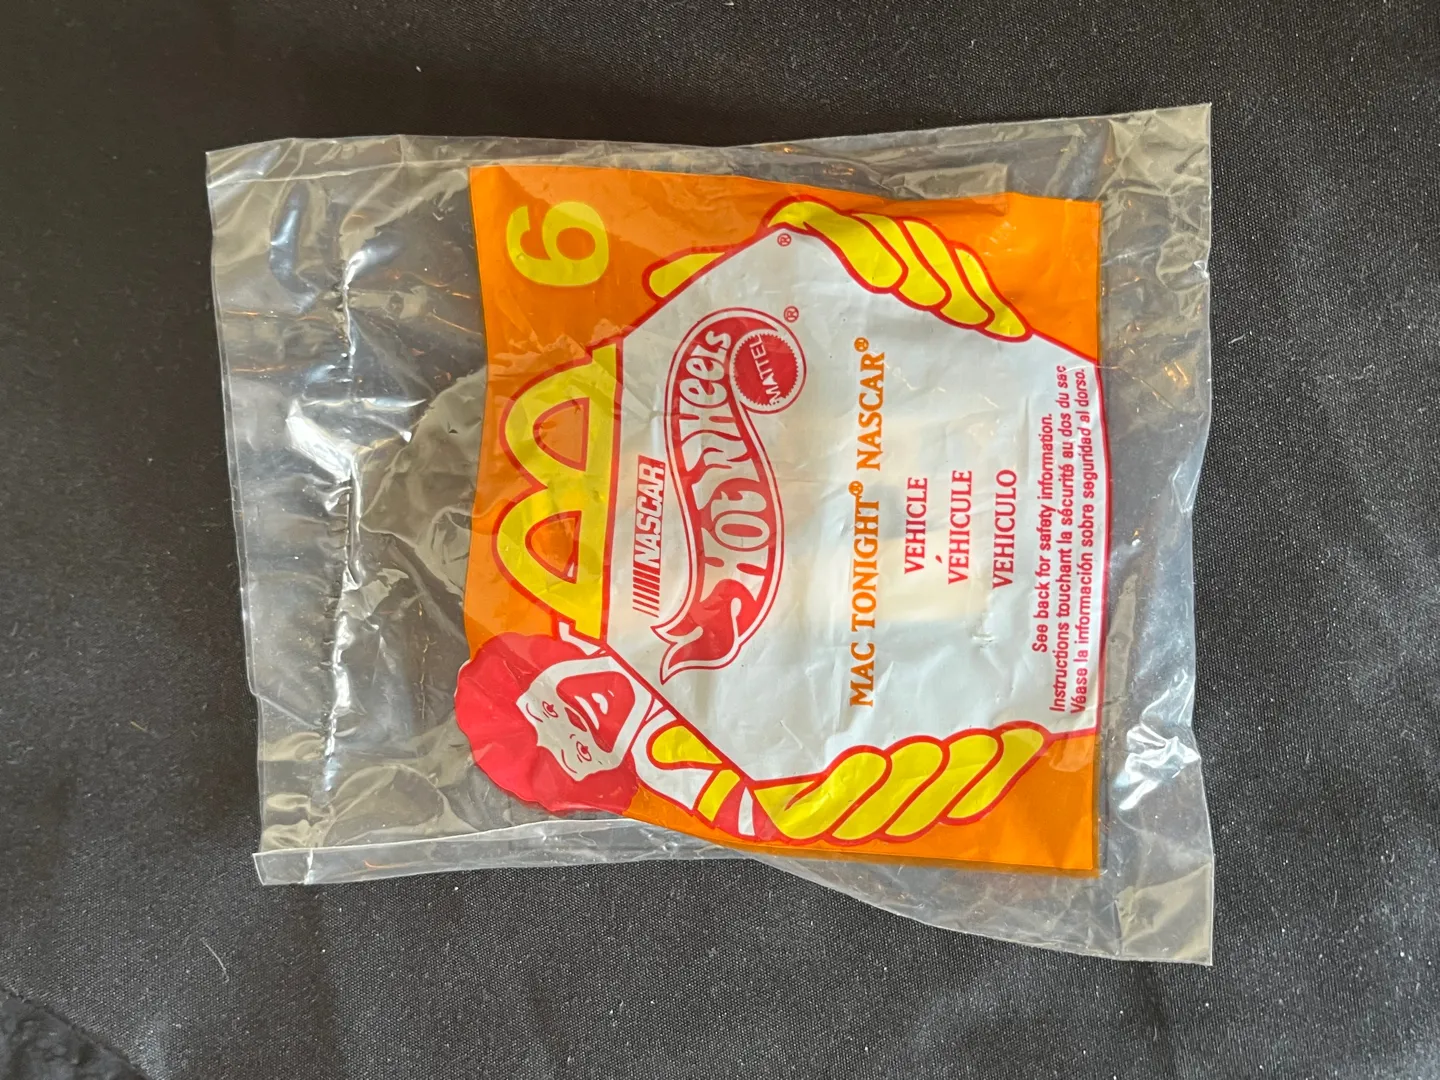 6
®
NASCAR.
Hot Wheels
MATTEL
®
MAC TONIGHT® NASCAR®
VEHICLE
VÉHICULE
VEHICULO
See back for safety information.
Instructions touchant la sécurité au dos du sac
Véase la información sobre seguridad al dorso.